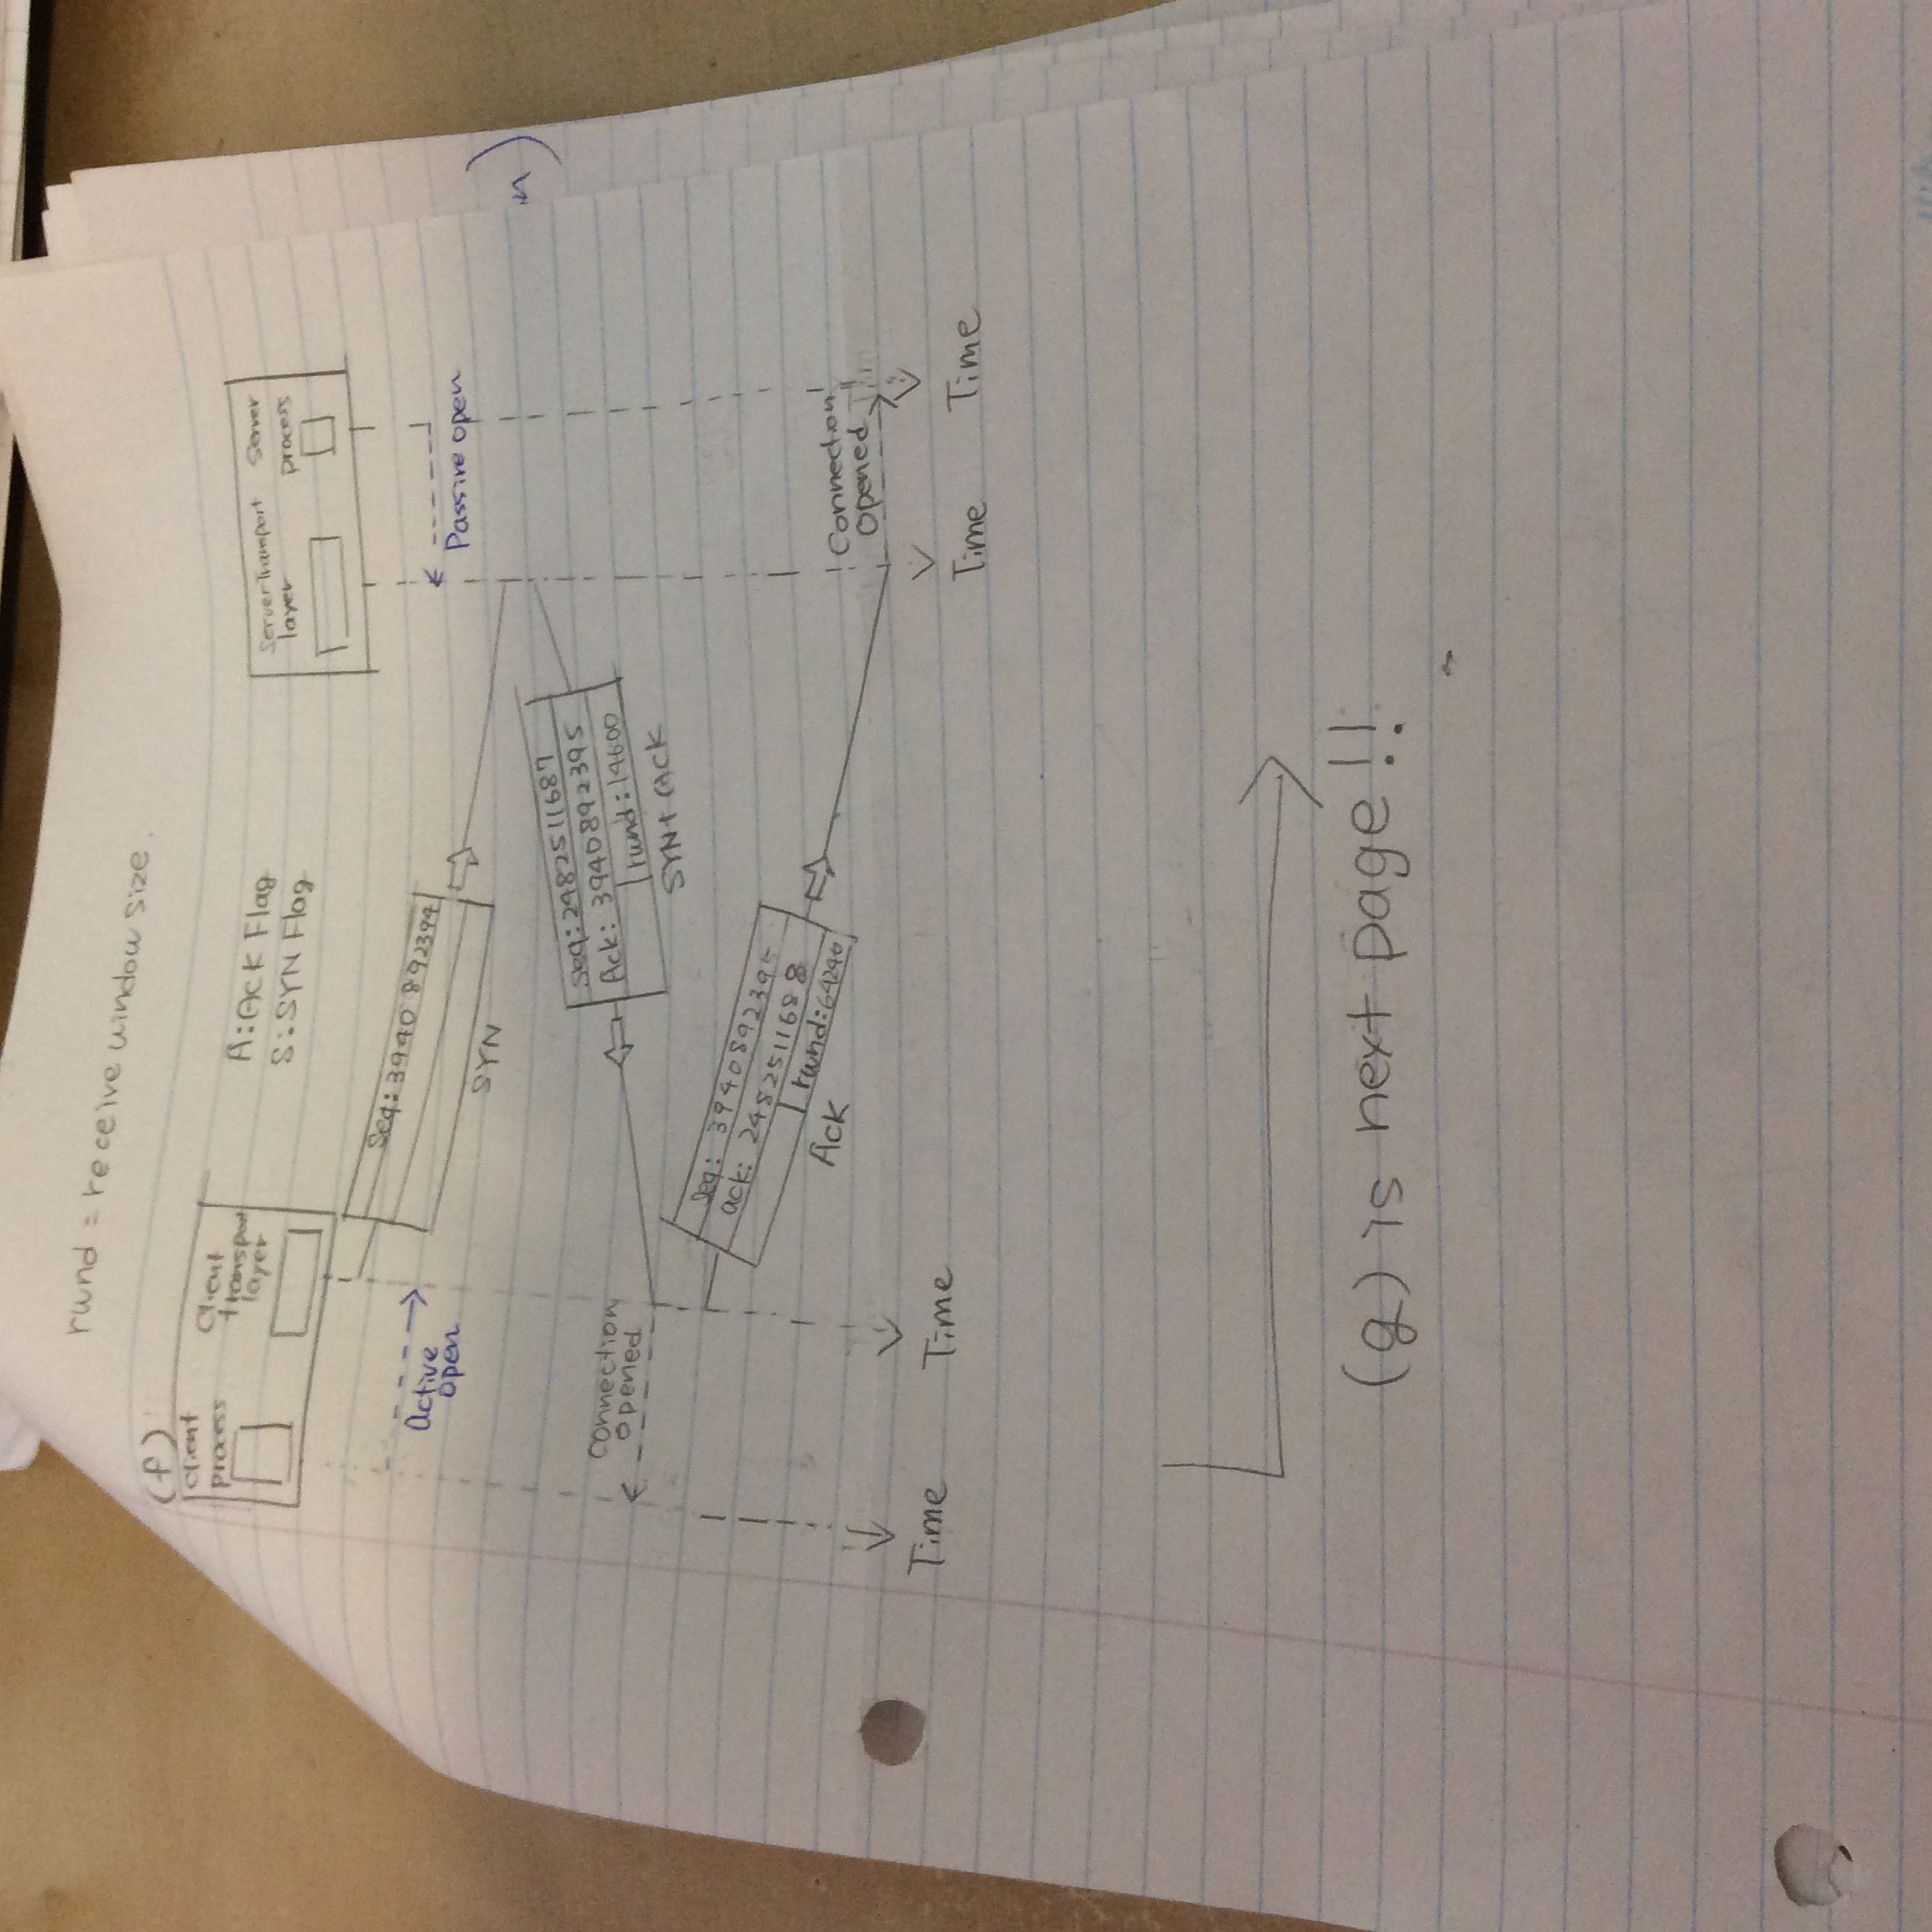 rwnd = receive window size.
(f)
Client
process
Client
transport
layer
A: Ack Flag
S: SYN Flag
Server Transport
layer
Server
process
Seq: 3940892394
SYN
Active
open
Passive open
Seq: 2482511687
Ack: 3940892395
rwnd: 14600
SYN + Ack
Connection
opened
Seq: 3940892395
ack: 2482511688
rwnd: 64240
Ack
Connection
Opened
Time
Time
Time
Time
(g) is next page!!